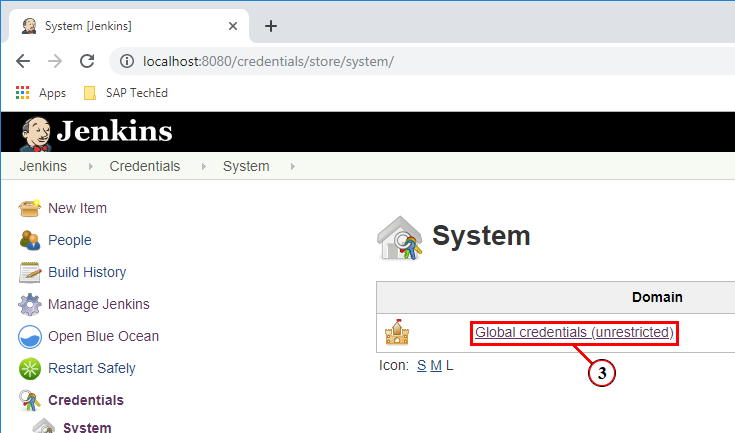 System [Jenkins]
localhost:8080/credentials/store/system/
Apps SAP TechEd
Jenkins
Jenkins Credentials System
New Item
People
Build History
Manage Jenkins
Open Blue Ocean
Restart Safely
Credentials
System
System
Domain
Global credentials (unrestricted)
Icon: S M L
3